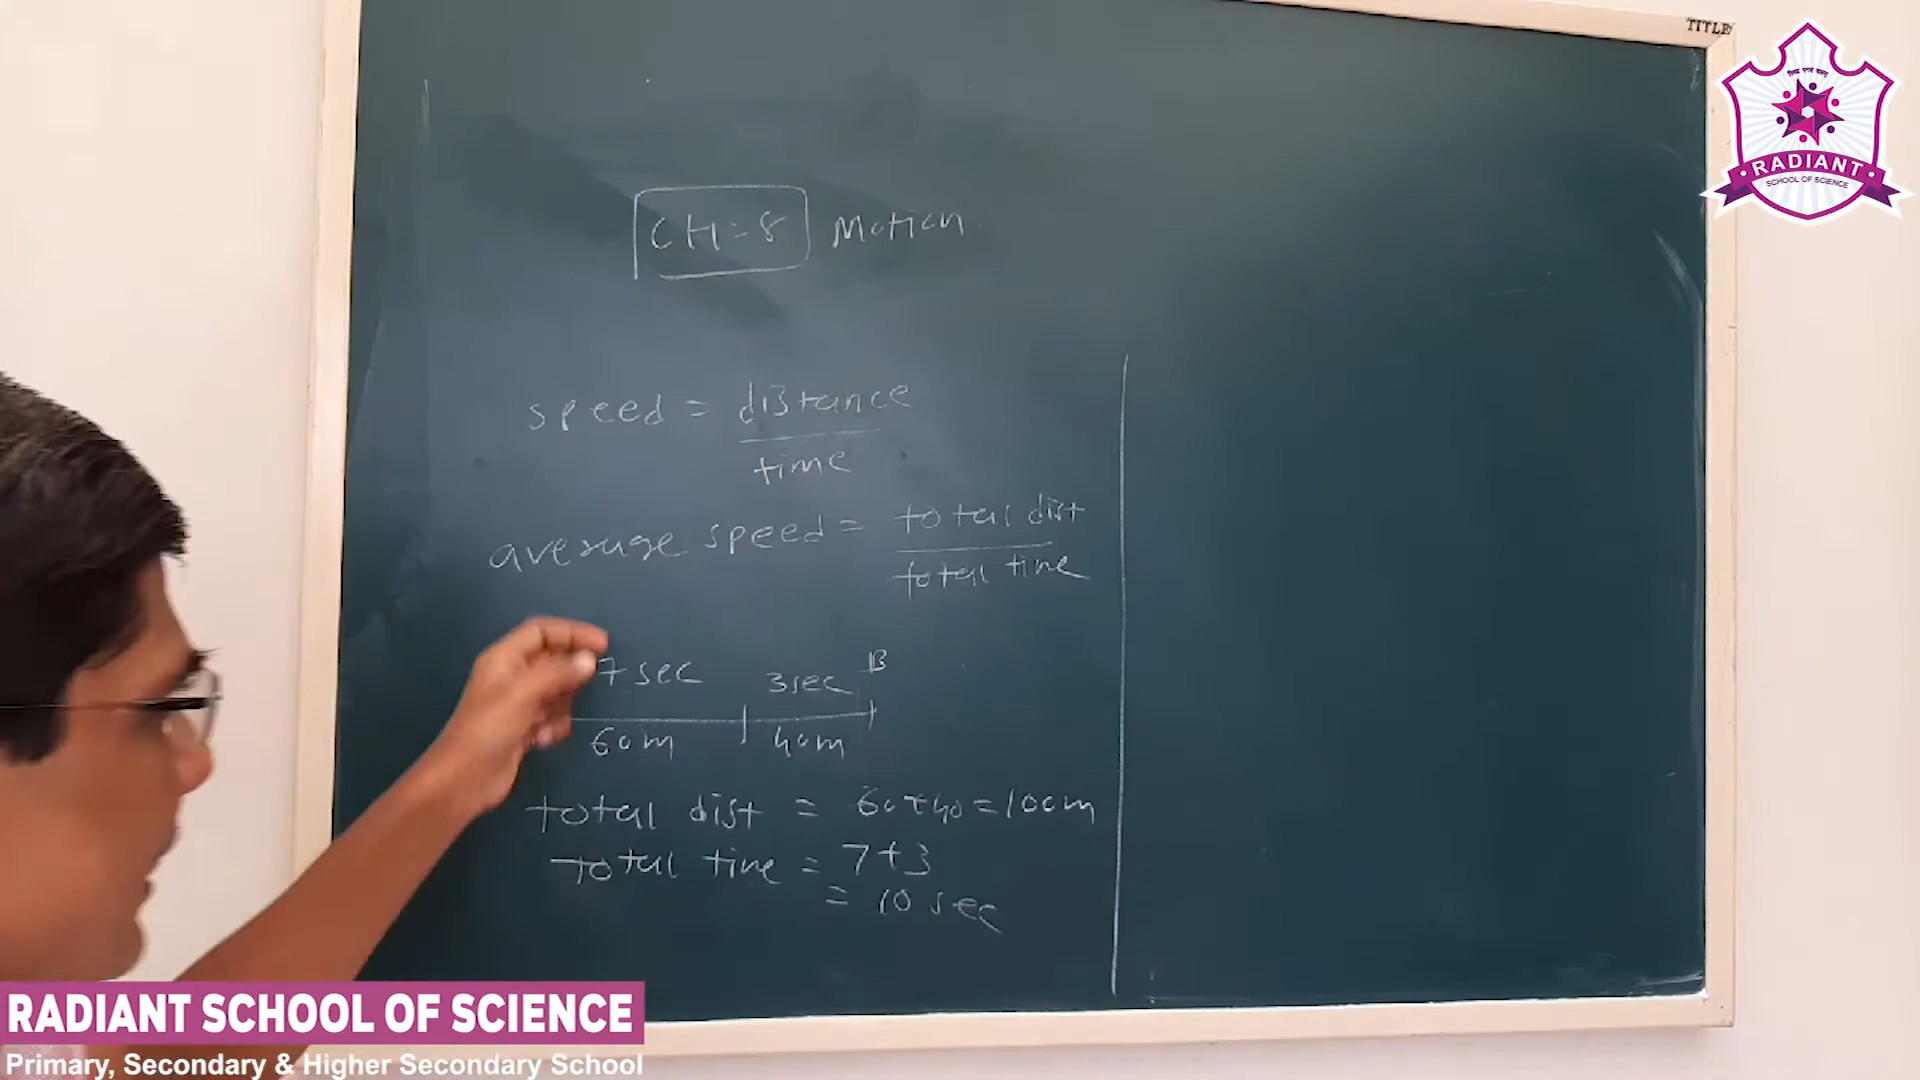 TITLE
RADIANT
SCHOOL OF SCIENCE
CH=8 Motion
speed = distance
time
average speed = total dist
total time
7 sec 3sec B
60m 40m
total dist = 60+40=100m
Total time = 7+3
= 10 sec
RADIANT SCHOOL OF SCIENCE
Primary, Secondary & Higher Secondary School